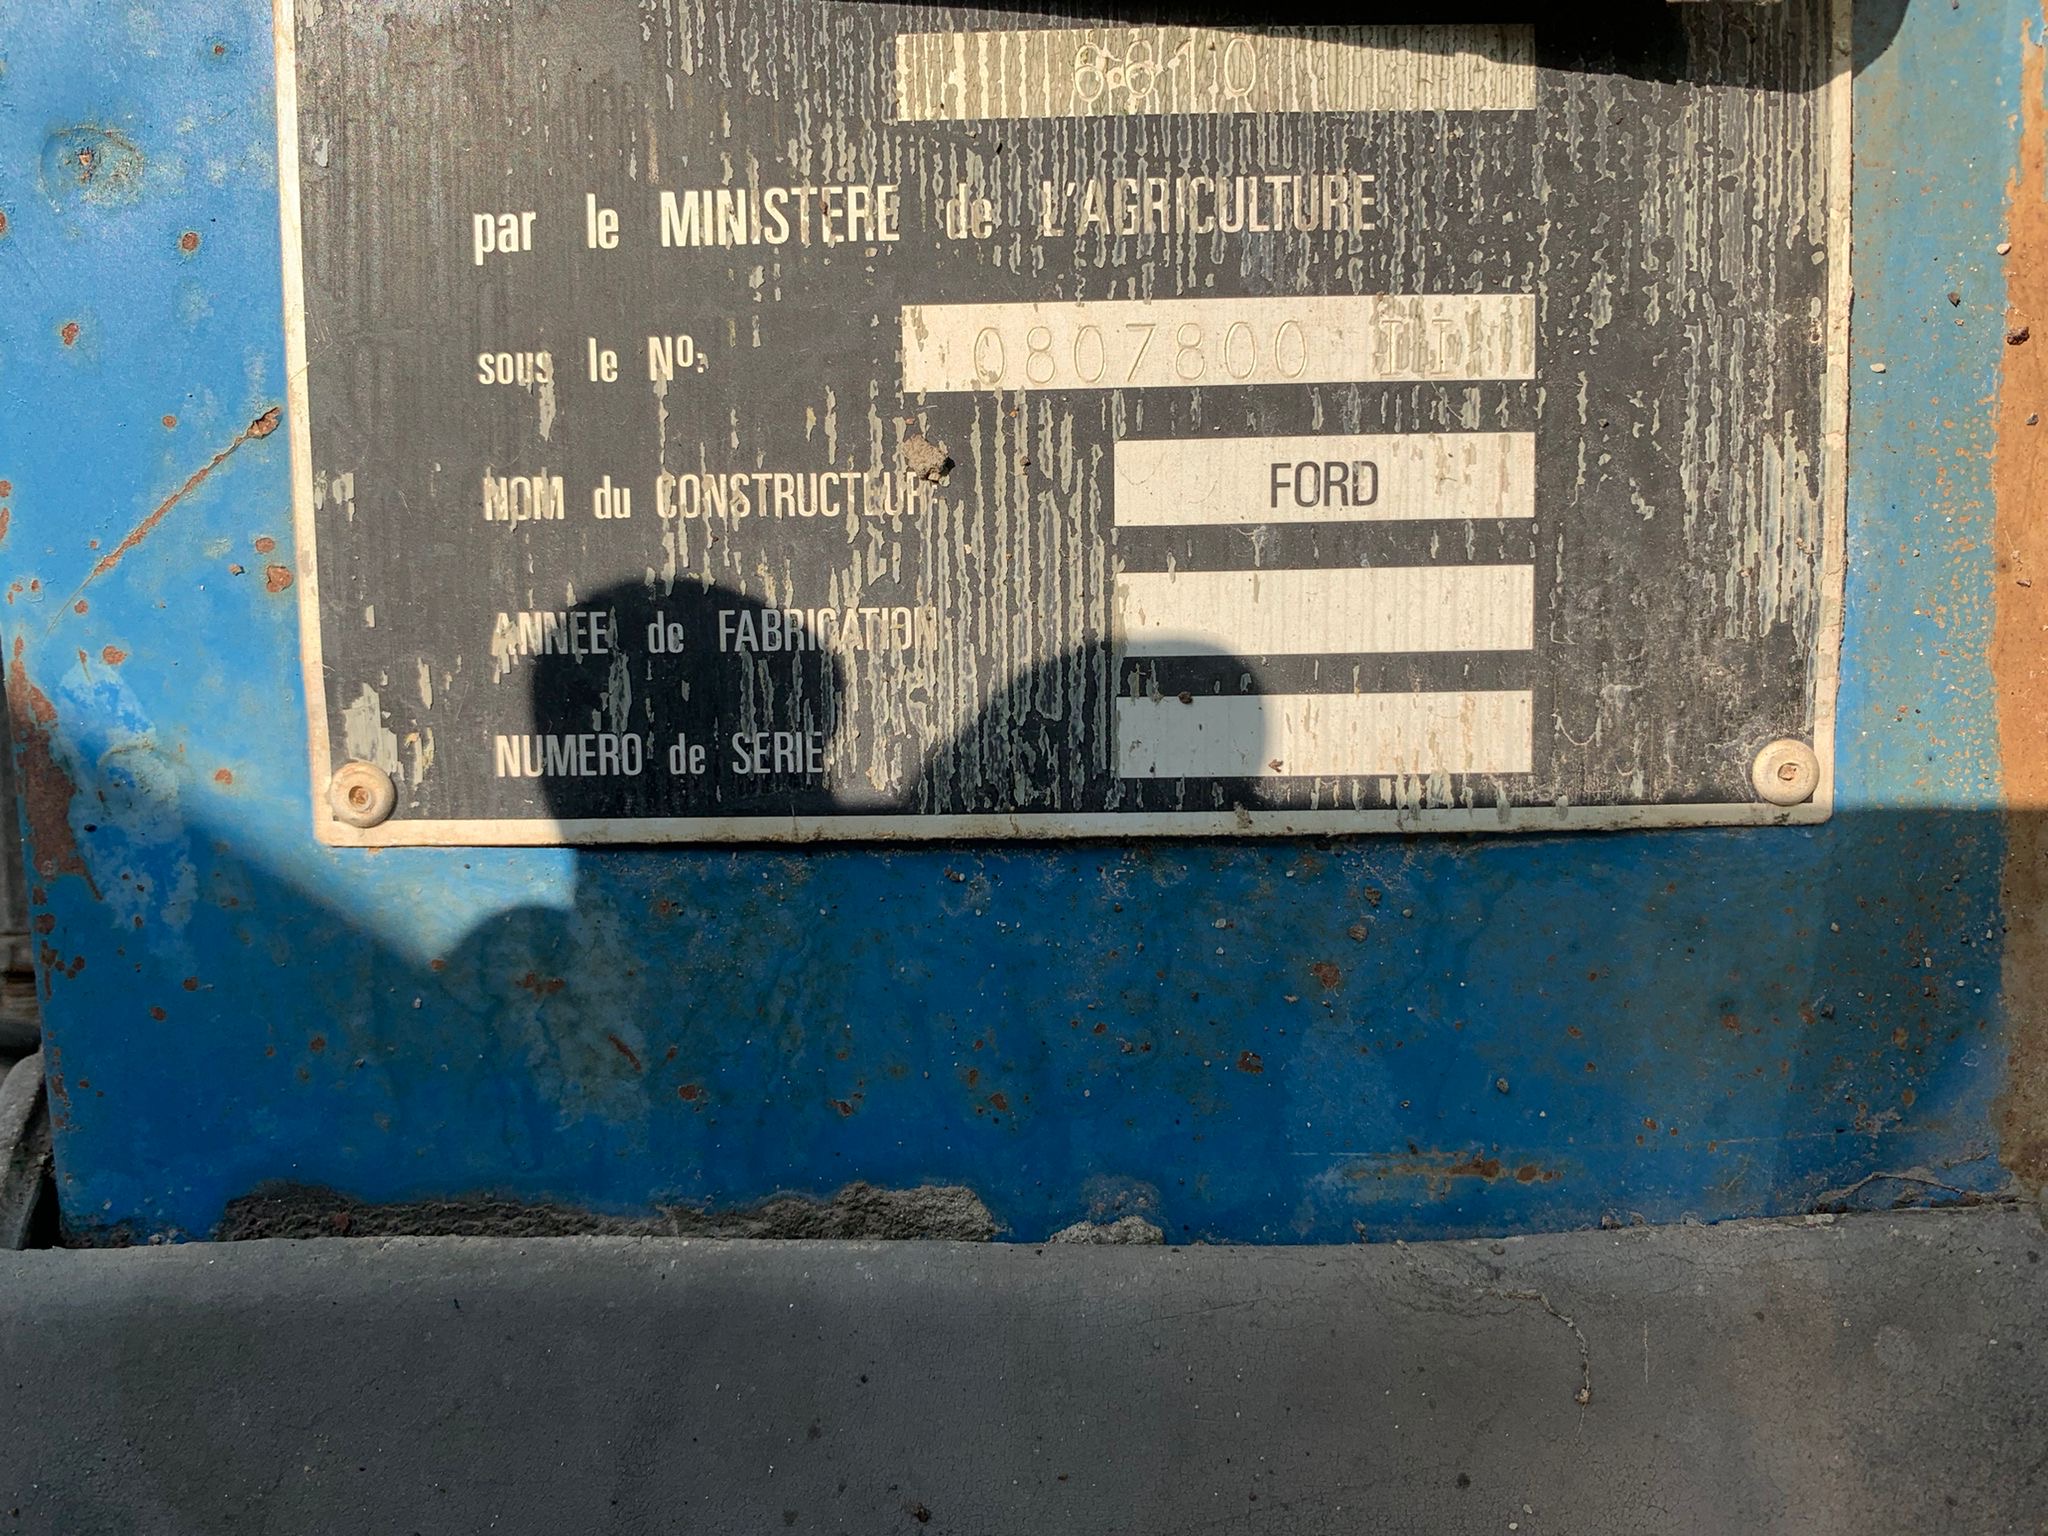 6610
par le MINISTERE de L'AGRICULTURE
sous le Nº: 0807800 II
NOM du CONSTRUCTEUR FORD
ANNEE de FABRICATION
NUMERO de SERIE